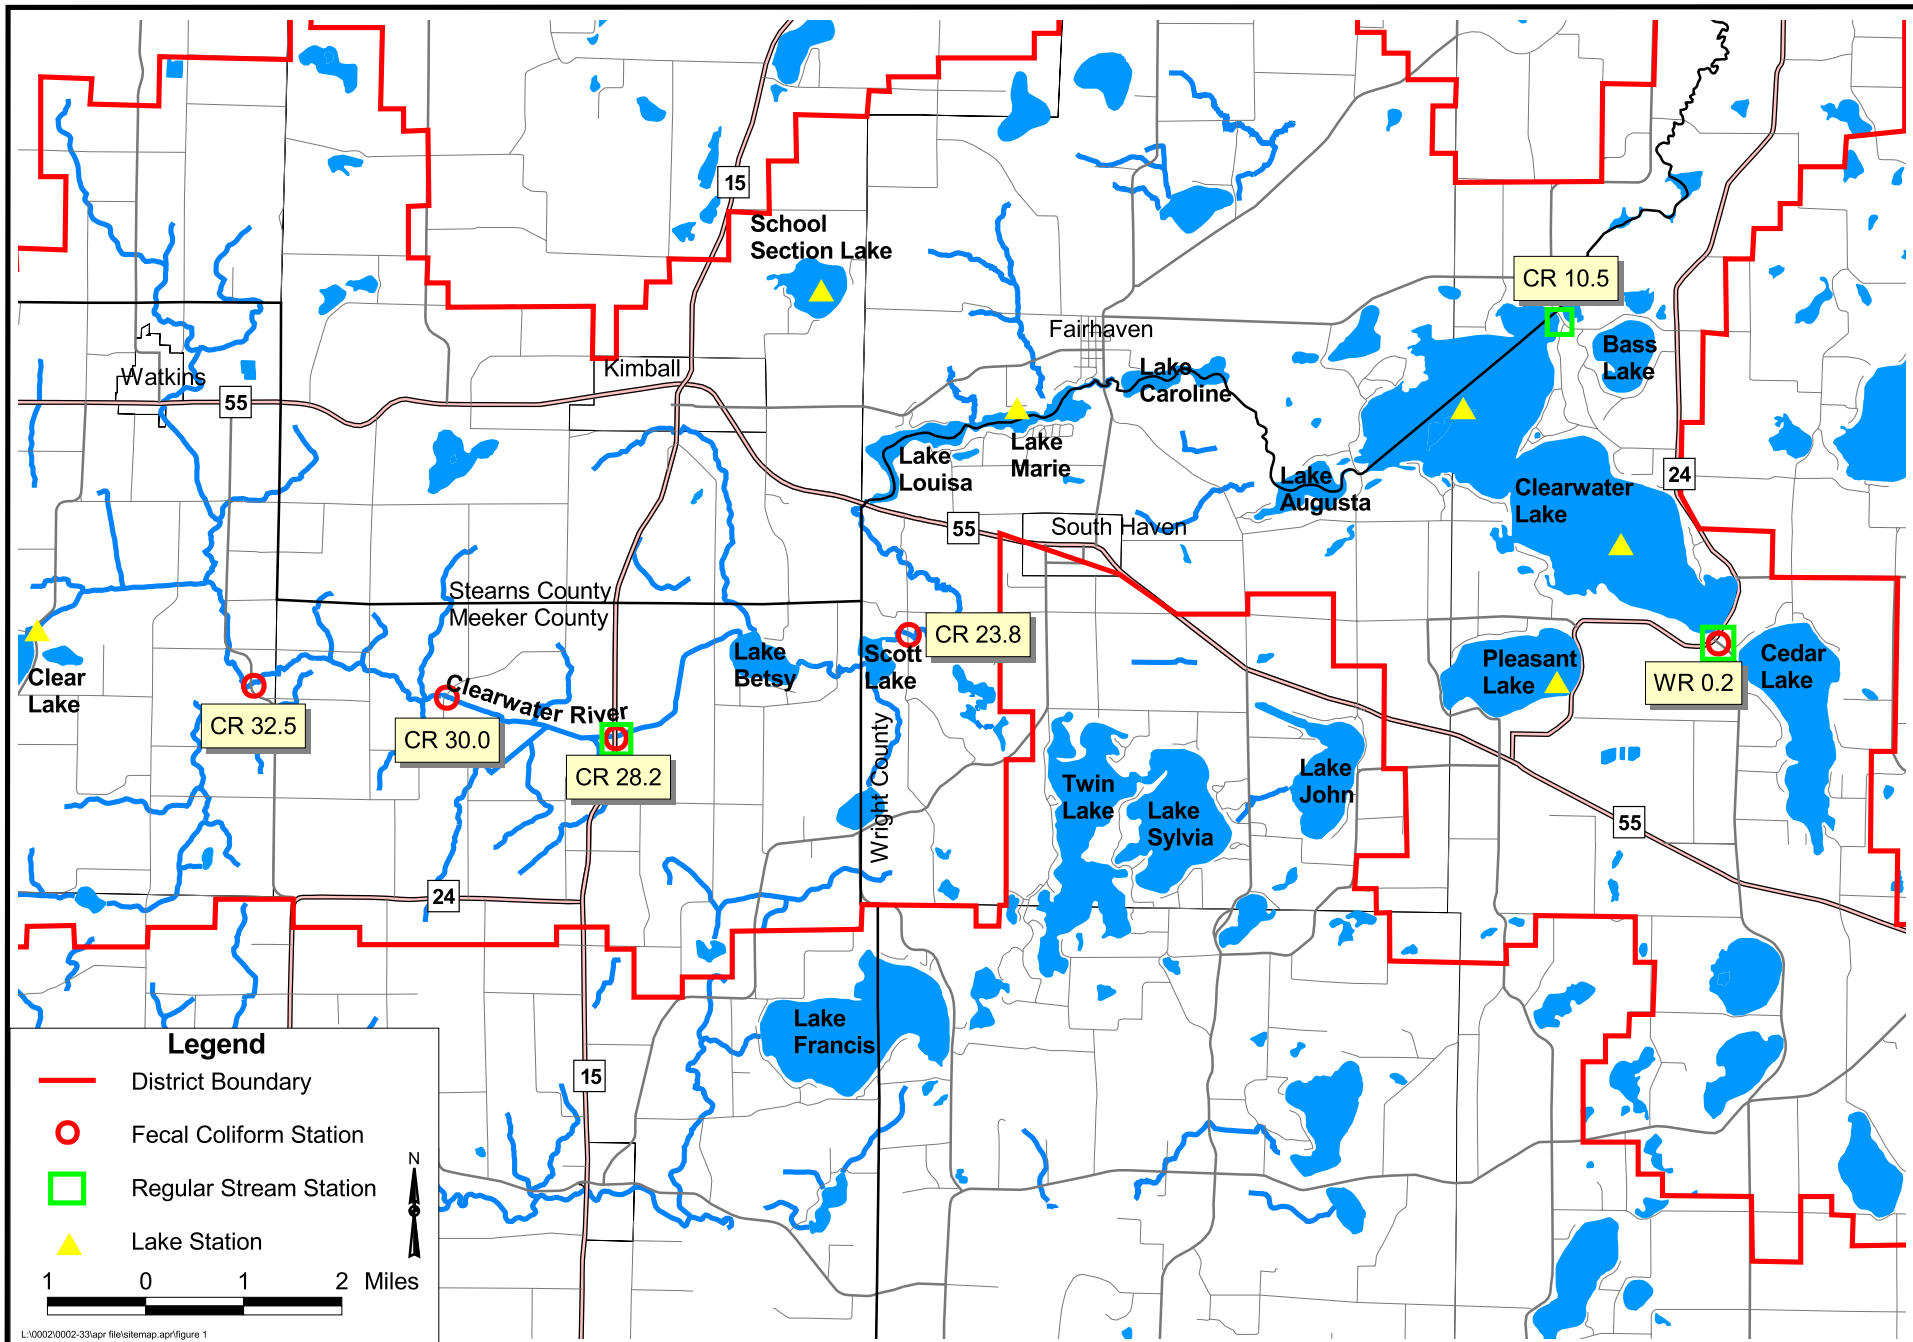 15
School
Section Lake
CR 10.5
Fairhaven
Bass
Lake
Kimball
Watkins
Lake
Caroline
55
Lake
Louisa
Lake
Marie
24
Lake
Augusta
Clearwater
Lake
55
South Haven
Stearns County
Meeker County
CR 23.8
Lake
Betsy
Scott
Lake
Pleasant
Lake
Cedar
Lake
WR 0.2
Clear
Lake
Clearwater River
CR 32.5
CR 30.0
CR 28.2
Wright County
Twin
Lake
Lake
Sylvia
Lake
John
55
24
Lake
Francis
15
Legend
District Boundary
Fecal Coliform Station
Regular Stream Station
Lake Station
N
1 0 1 2 Miles
L:\0002\0002-33\apr file\sitemap.apr\figure 1